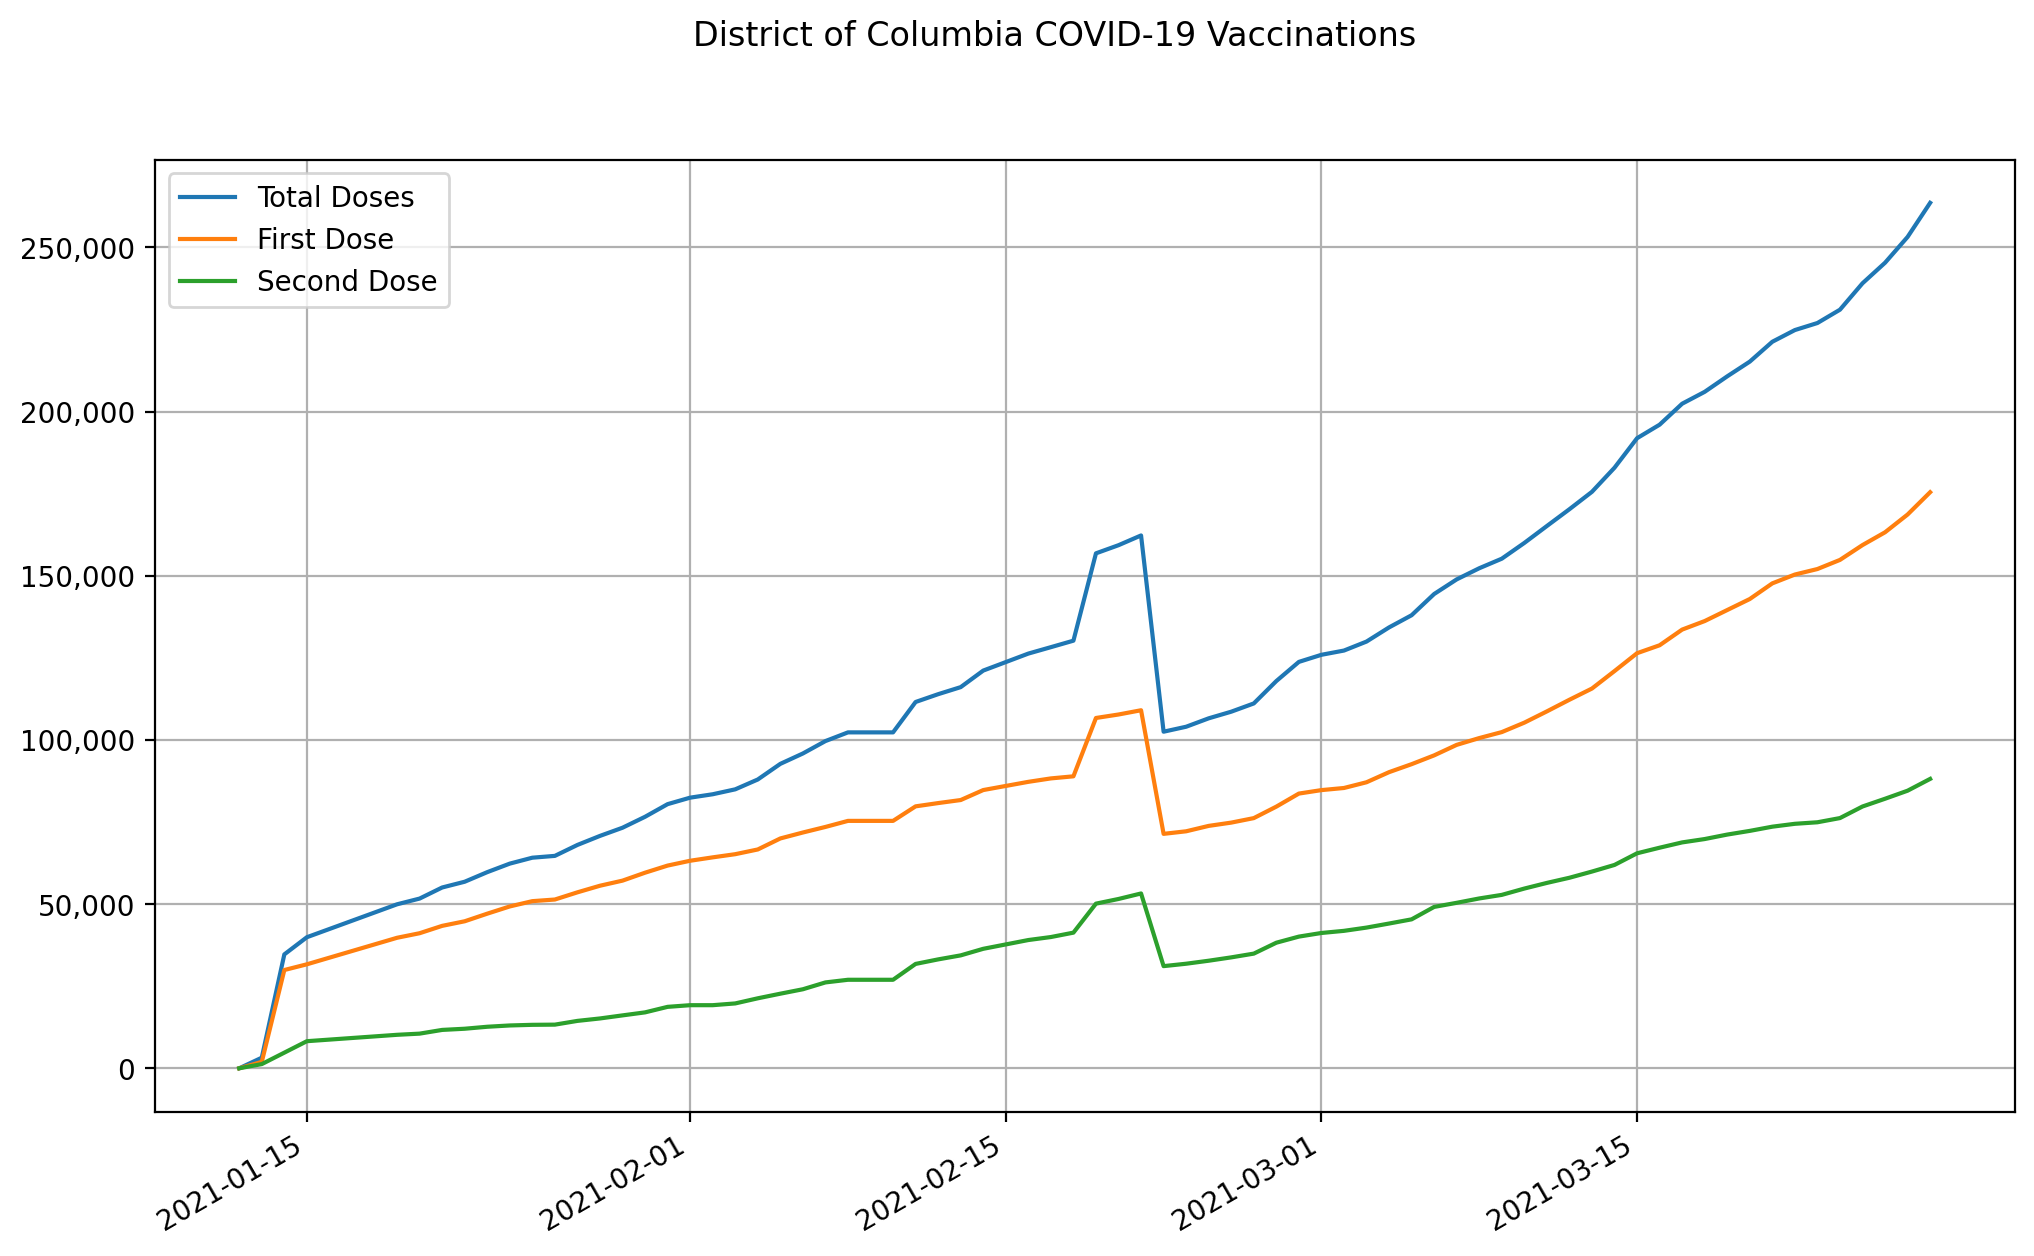 District of Columbia COVID-19 Vaccinations
Total Doses
First Dose
Second Dose
250,000
200,000
150,000
100,000
50,000
0
2021-01-15
2021-02-01
2021-02-15
2021-03-01
2021-03-15